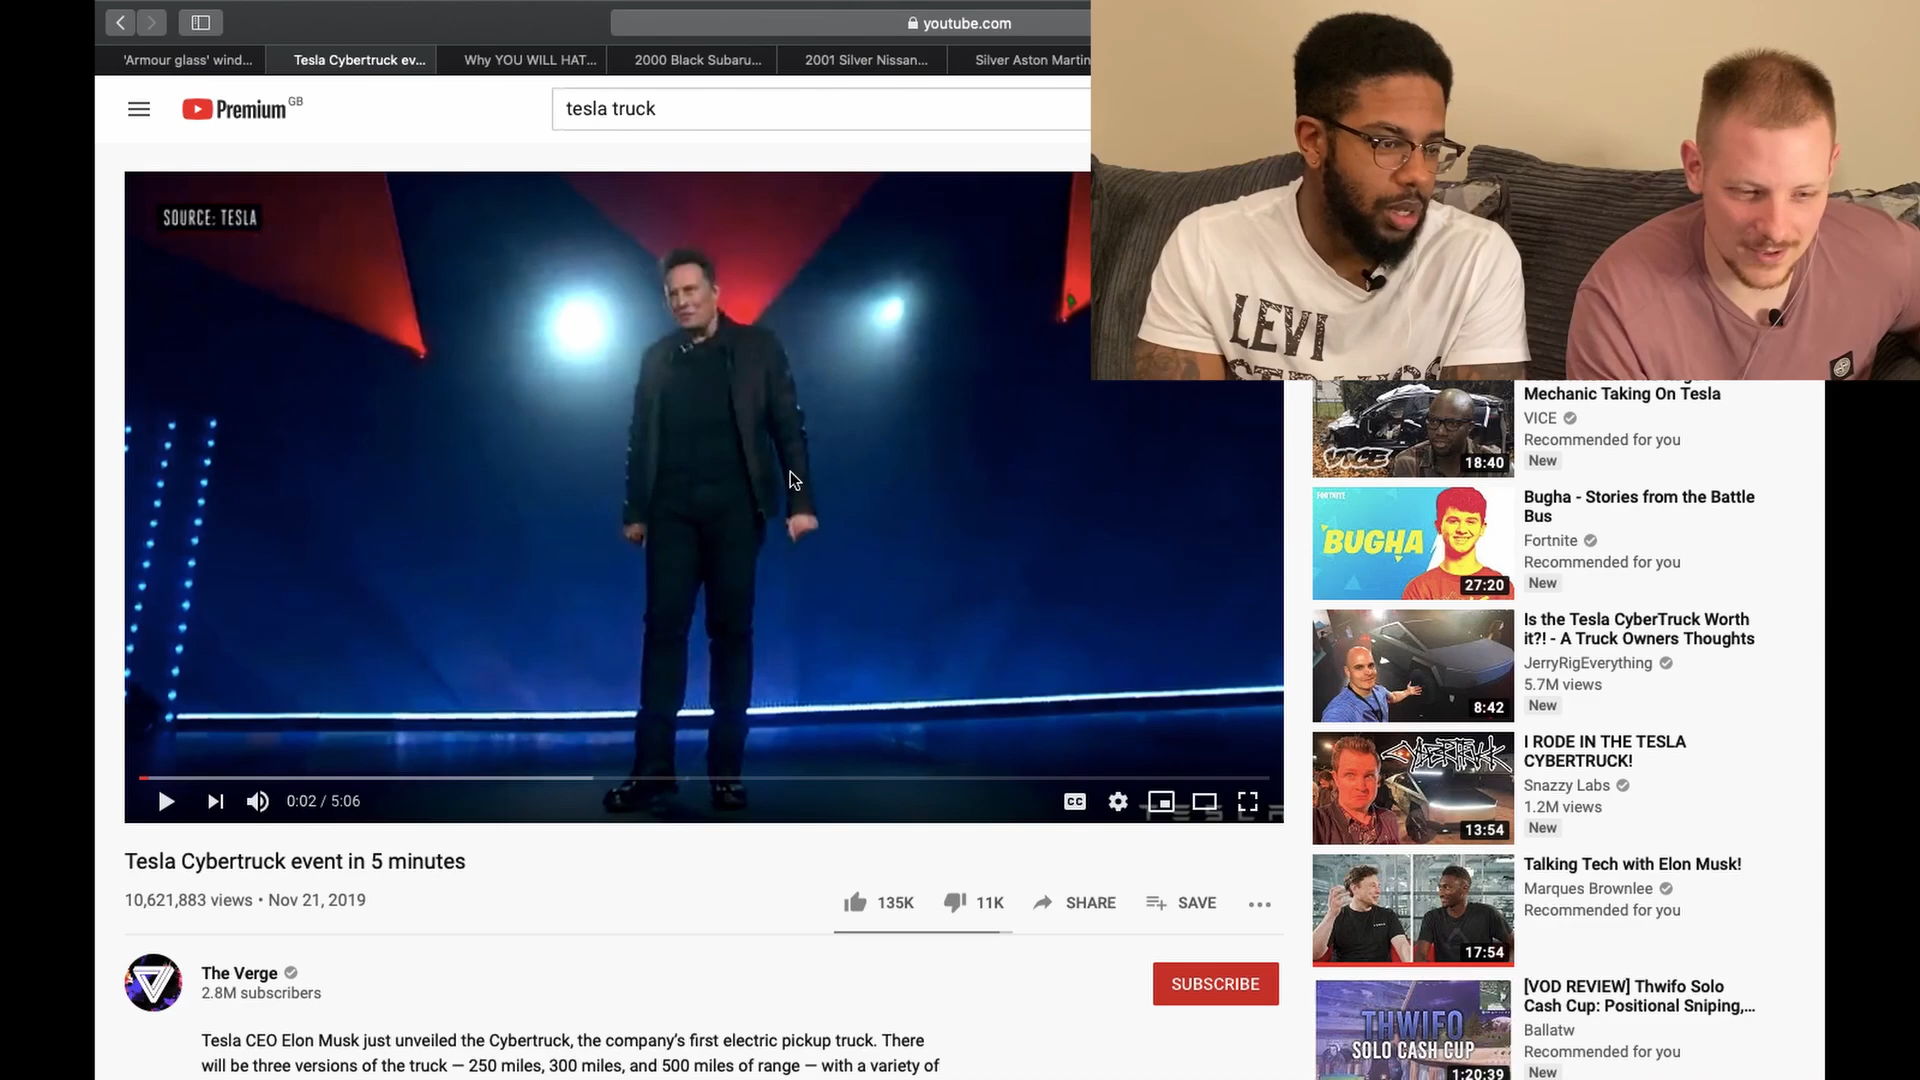 youtube.com
'Armour glass' wind...
Tesla Cybertruck ev...
Why YOU WILL HAT...
2000 Black Subaru...
2001 Silver Nissan...
Silver Aston Martin
Premium GB
tesla truck
SOURCE: TESLA
LEVI
0:02 / 5:06
CC
TESLA
Tesla Cybertruck event in 5 minutes
10,621,883 views • Nov 21, 2019
135K
11K
SHARE
SAVE
The Verge
2.8M subscribers
SUBSCRIBE
Tesla CEO Elon Musk just unveiled the Cybertruck, the company's first electric pickup truck. There
will be three versions of the truck — 250 miles, 300 miles, and 500 miles of range — with a variety of
Mechanic Taking On Tesla
VICE
Recommended for you
New
VICE
18:40
Bugha - Stories from the Battle
Bus
Fortnite
Recommended for you
New
FORTNITE
BUGHA
27:20
Is the Tesla CyberTruck Worth
it?! - A Truck Owners Thoughts
JerryRigEverything
5.7M views
New
8:42
I RODE IN THE TESLA
CYBERTRUCK!
Snazzy Labs
1.2M views
New
CYBERTRUCK
13:54
Talking Tech with Elon Musk!
Marques Brownlee
Recommended for you
17:54
[VOD REVIEW] Thwifo Solo
Cash Cup: Positional Sniping,...
Ballatw
Recommended for you
New
THWIFO
SOLO CASH CUP
1:20:39